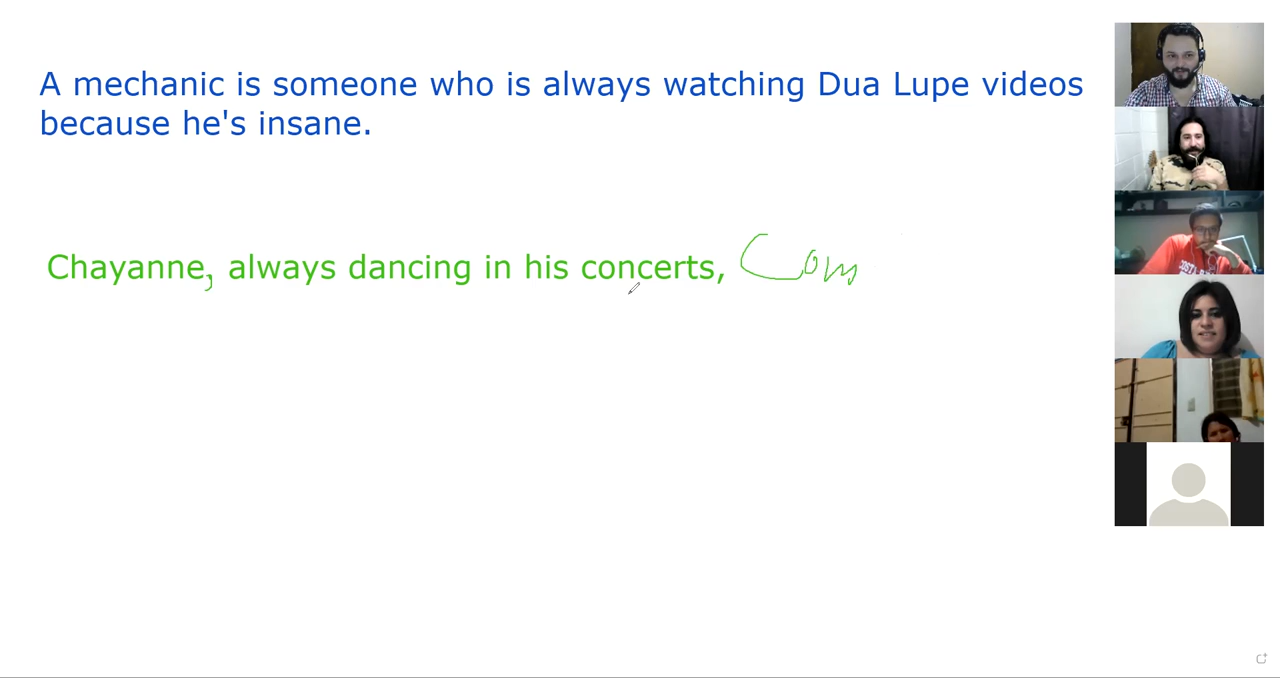 A mechanic is someone who is always watching Dua Lupe videos
because he's insane.
Chayanne, always dancing in his concerts, Com